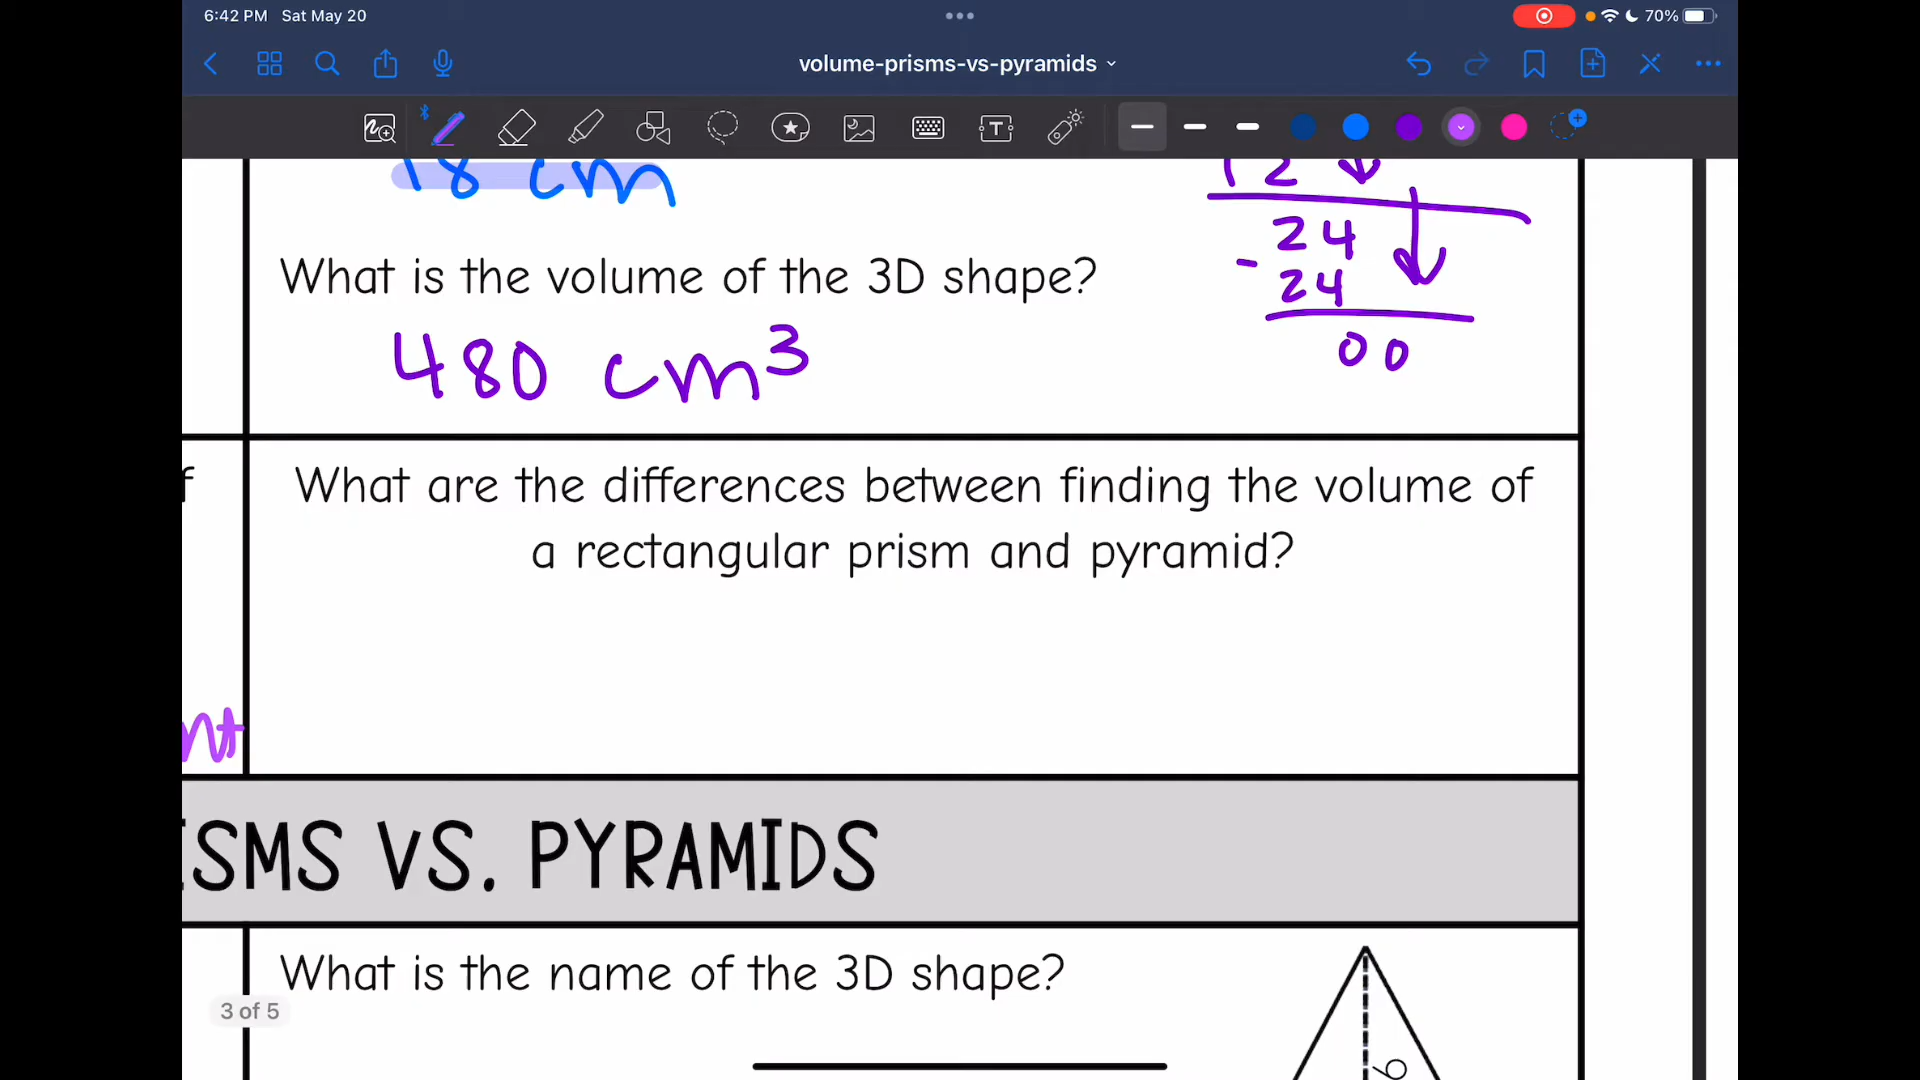 6:42 PM Sat May 20
70%
volume-prisms-vs-pyramids
T
18 cm
12
24
- 24
00
What is the volume of the 3D shape?
480 cm³
f
What are the differences between finding the volume of
a rectangular prism and pyramid?
nt
ISMS VS. PYRAMIDS
What is the name of the 3D shape?
3 of 5